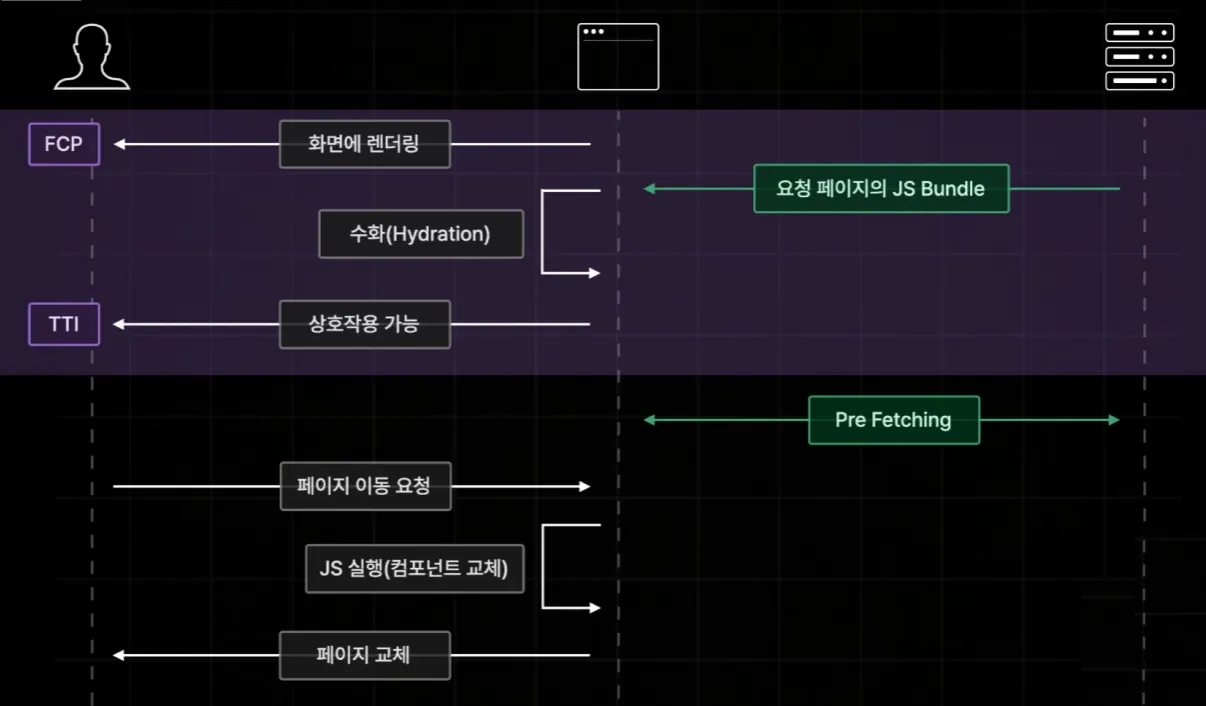 FCP
화면에 렌더링
요청 페이지의 JS Bundle
수화(Hydration)
TTI
상호작용 가능
Pre Fetching
페이지 이동 요청
JS 실행(컴포넌트 교체)
페이지 교체